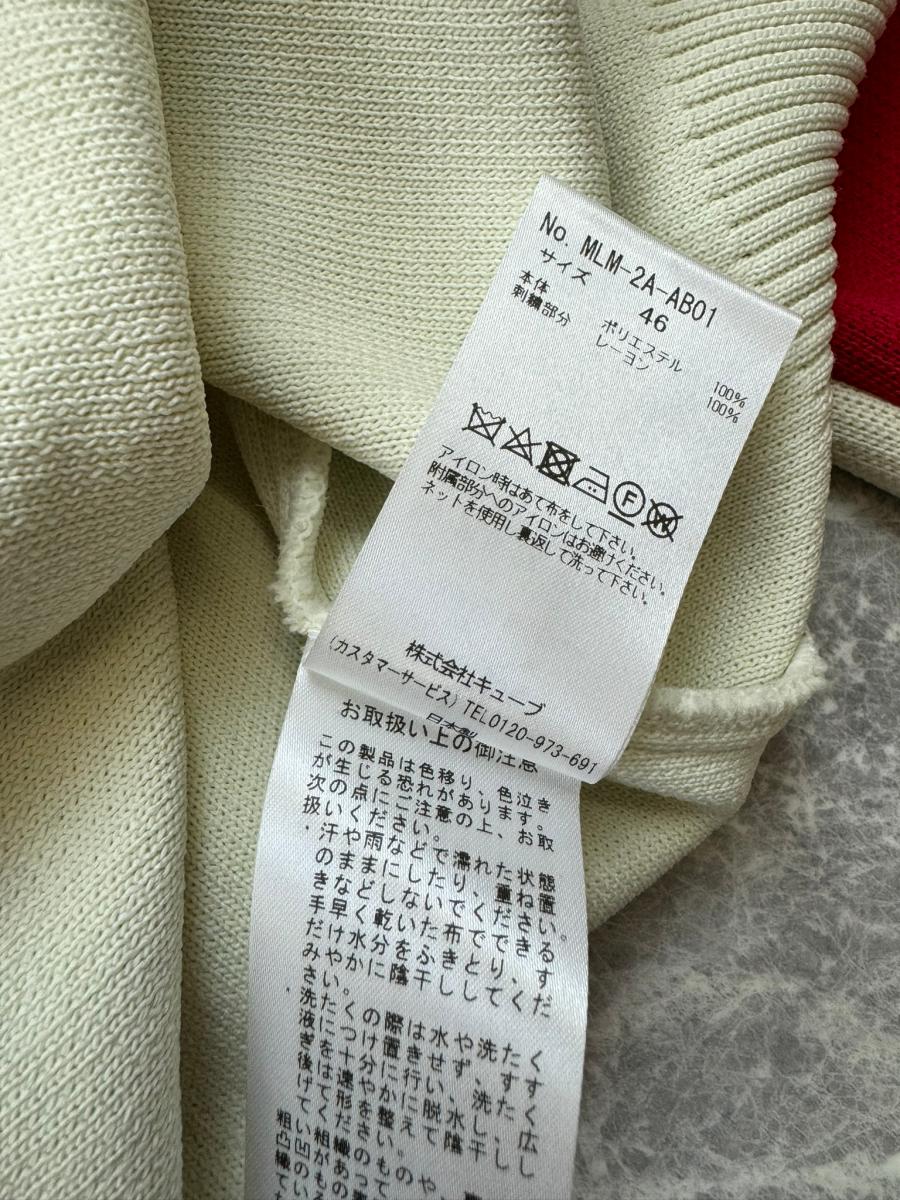 No. MLM-2A-AB01
サイズ 46
本体 ポリエステル 100%
刺繍部分 レーヨン 100%
F
W
アイロン時はあて布をして下さい。
附属部分へのアイロンはお避けください。
ネットを使用し裏返して洗って下さい。
株式会社キューブ
(カスタマーサービス) TEL0120-973-691
日本製
お取扱い上の御注意
この製品は色移り、色泣き
が生じる恐れがあります。
次の点にご注意の上、お取
扱いください。
・汗や雨などで濡れた状態
のままにしたり、重ね置
きなどしないでください。
手早く乾いた布でできる
だけ水分をふきとり、す
みやかに陰干ししてくだ
さい。
・洗たくの際は水や洗たく
液につけ置きせず、すす
ぎを十分に行い、脱水
後は速やかに形を整えて陰干し